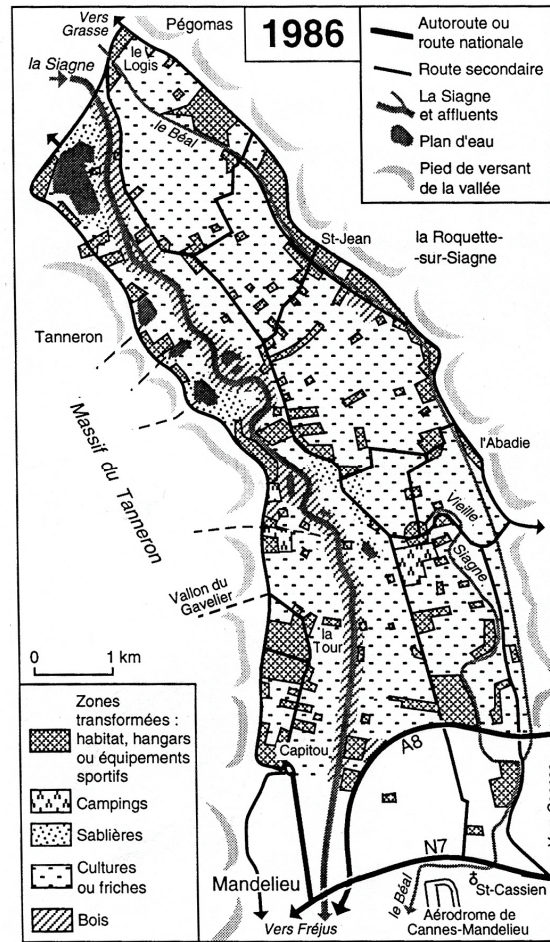 Vers
Grasse
Pégomas
1986
le
Logis
la Siagne
le Béal
Autoroute ou
route nationale
Route secondaire
La Siagne
et affluents
Plan d'eau
Pied de versant
de la vallée
St-Jean
la Roquette-
-sur-Siagne
Tanneron
Massif du Tanneron
l'Abadie
Vieille
Siagne
Vallon du
Gavelier
la
Tour
0 1 km
Capitou
A8
Zones
transformées :
habitat, hangars
ou équipements
sportifs
Campings
Sablières
Cultures
ou friches
Bois
Mandelieu
N7
le Béal
St-Cassien
Aérodrome de
Cannes-Mandelieu
Vers Fréjus